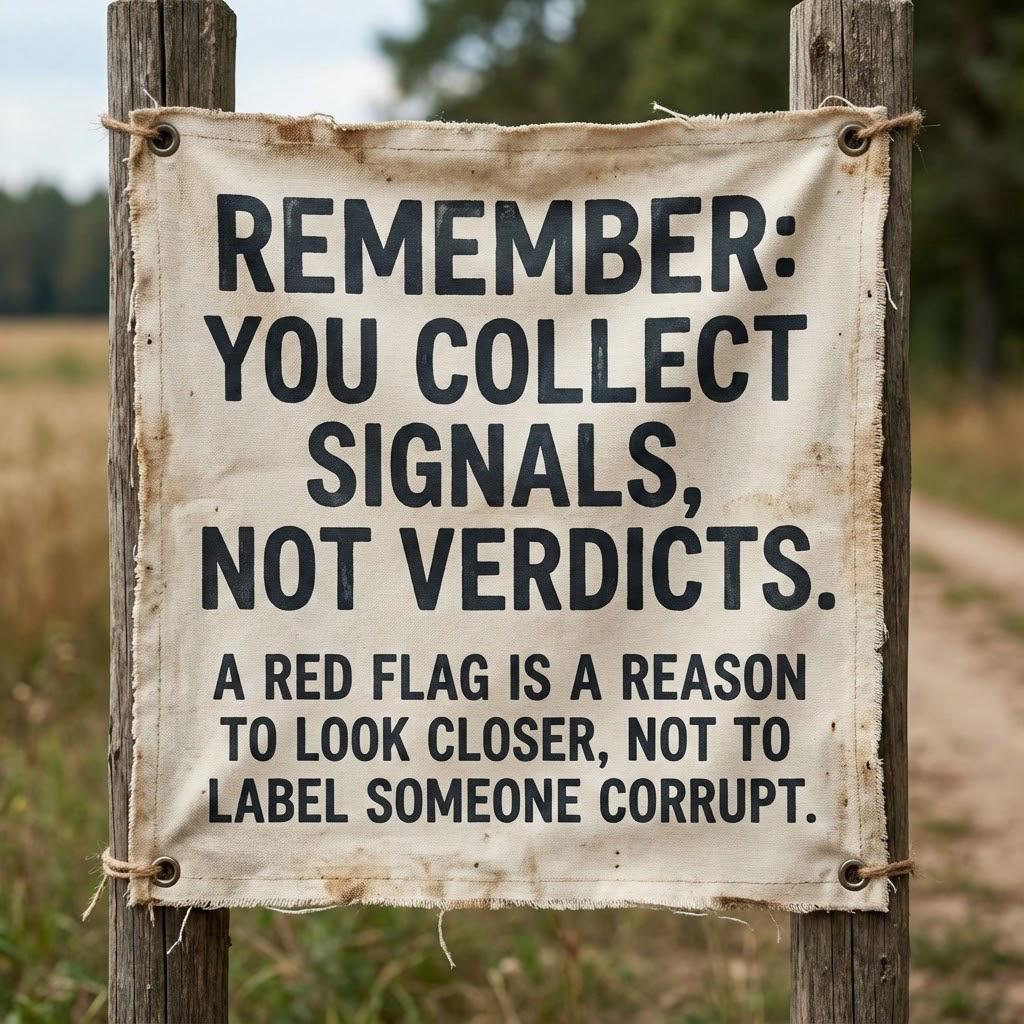 REMEMBER:
YOU COLLECT
SIGNALS,
NOT VERDICTS.
A RED FLAG IS A REASON
TO LOOK CLOSER, NOT TO
LABEL SOMEONE CORRUPT.